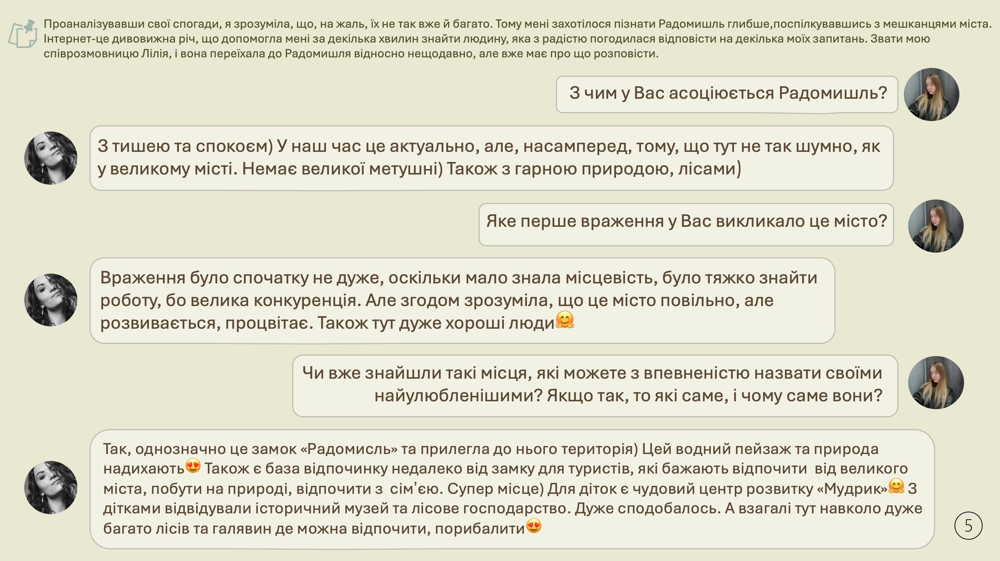 Проаналізувавши свої спогади, я зрозуміла, що, на жаль, їх не так вже й багато. Тому мені захотілося пізнати Радомишль глибше,поспілкувавшись з мешканцями міста.
Інтернет-це дивовижна річ, що допомогла мені за декілька хвилин знайти людину, яка з радістю погодилася відповісти на декілька моїх запитань. Звати мою
співрозмовницю Лілія, і вона переїхала до Радомишля відносно нещодавно, але вже має про що розповісти.
З чим у Вас асоціюється Радомишль?
З тишею та спокоєм) У наш час це актуально, але, насамперед, тому, що тут не так шумно, як
у великому місті. Немає великої метушні) Також з гарною природою, лісами)
Яке перше враження у Вас викликало це місто?
Враження було спочатку не дуже, оскільки мало знала місцевість, було тяжко знайти
роботу, бо велика конкуренція. Але згодом зрозуміла, що це місто повільно, але
розвивається, процвітає. Також тут дуже хороші люди🤗
Чи вже знайшли такі місця, які можете з впевненістю назвати своїми
найулюбленішими? Якщо так, то які саме, і чому саме вони?
Так, однозначно це замок «Радомисль» та прилегла до нього територія) Цей водний пейзаж та природа
надихають😍 Також є база відпочинку недалеко від замку для туристів, які бажають відпочити  від великого
міста, побути на природі, відпочити з  сім’єю. Супер місце) Для діток є чудовий центр розвитку «Мудрик»🤗 З
дітками відвідували історичний музей та лісове господарство. Дуже сподобалось. А взагалі тут навколо дуже
багато лісів та галявин де можна відпочити, порибалити😍
5